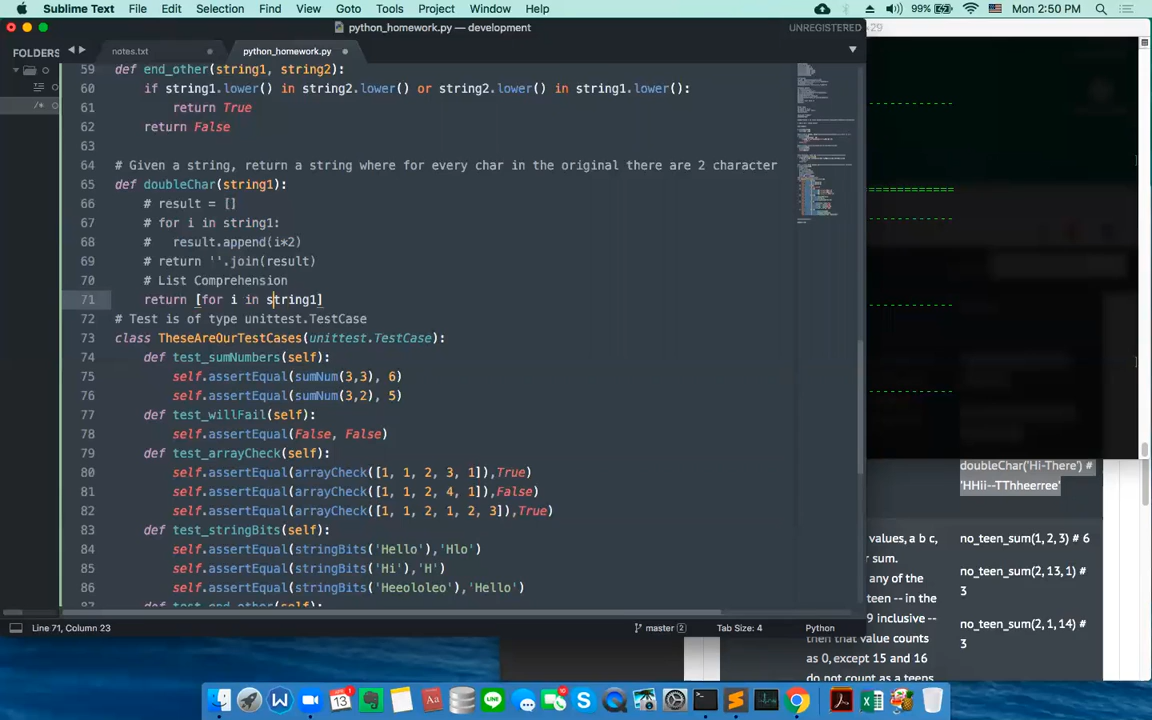 Sublime Text File Edit Selection Find View Goto Tools Project Window Help 99% Mon 2:50 PM
python_homework.py — development UNREGISTERED
FOLDERS notes.txt python_homework.py
59 def end_other(string1, string2):
60 if string1.lower() in string2.lower() or string2.lower() in string1.lower():
61 return True
62 return False
63
64 # Given a string, return a string where for every char in the original there are 2 character
65 def doubleChar(string1):
66 # result = []
67 # for i in string1:
68 # result.append(i*2)
69 # return ''.join(result)
70 # List Comprehension
71 return [for i in string1]
72 # Test is of type unittest.TestCase
73 class TheseAreOurTestCases(unittest.TestCase):
74 def test_sumNumbers(self):
75 self.assertEqual(sumNum(3,3), 6)
76 self.assertEqual(sumNum(3,2), 5)
77 def test_willFail(self):
78 self.assertEqual(False, False)
79 def test_arrayCheck(self):
80 self.assertEqual(arrayCheck([1, 1, 2, 3, 1]),True)
81 self.assertEqual(arrayCheck([1, 1, 2, 4, 1]),False)
82 self.assertEqual(arrayCheck([1, 1, 2, 1, 2, 3]),True)
83 def test_stringBits(self):
84 self.assertEqual(stringBits('Hello'),'Hlo')
85 self.assertEqual(stringBits('Hi'),'H')
86 self.assertEqual(stringBits('Heeololeo'),'Hello')
87 def test_end_other(self):
doubleChar('Hi-There') #
'HHii--TThheerree'
values, a b c,
r sum.
any of the
teen -- in the
9 inclusive --
then that value counts
as 0, except 15 and 16
do not count as a teens
no_teen_sum(1, 2, 3) # 6
no_teen_sum(2, 13, 1) #
3
no_teen_sum(2, 1, 14) #
3
Line 71, Column 23 master 2 Tab Size: 4 Python